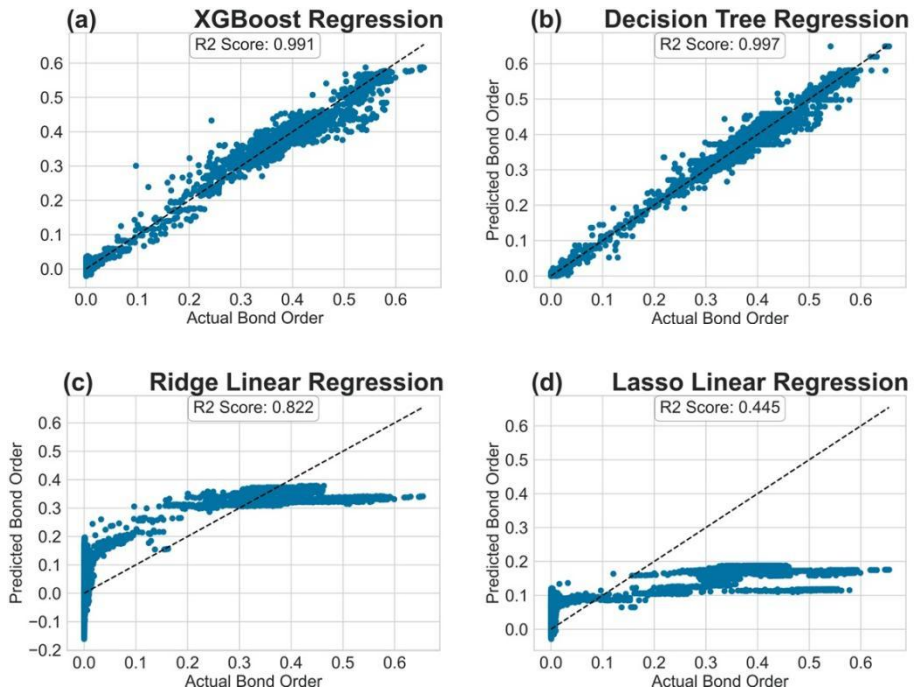 (a) XGBoost Regression
R2 Score: 0.991
0.6
0.5
0.4
0.3
0.2
0.1
0.0
Predicted Bond Order
0.0 0.1 0.2 0.3 0.4 0.5 0.6
Actual Bond Order
(b) Decision Tree Regression
R2 Score: 0.997
0.6
0.5
0.4
0.3
0.2
0.1
0.0
Predicted Bond Order
0.0 0.1 0.2 0.3 0.4 0.5 0.6
Actual Bond Order
(c) Ridge Linear Regression
R2 Score: 0.822
0.6
0.5
0.4
0.3
0.2
0.1
0.0
−0.1
−0.2
Predicted Bond Order
0.0 0.1 0.2 0.3 0.4 0.5 0.6
Actual Bond Order
(d) Lasso Linear Regression
R2 Score: 0.445
0.6
0.5
0.4
0.3
0.2
0.1
0.0
Predicted Bond Order
0.0 0.1 0.2 0.3 0.4 0.5 0.6
Actual Bond Order